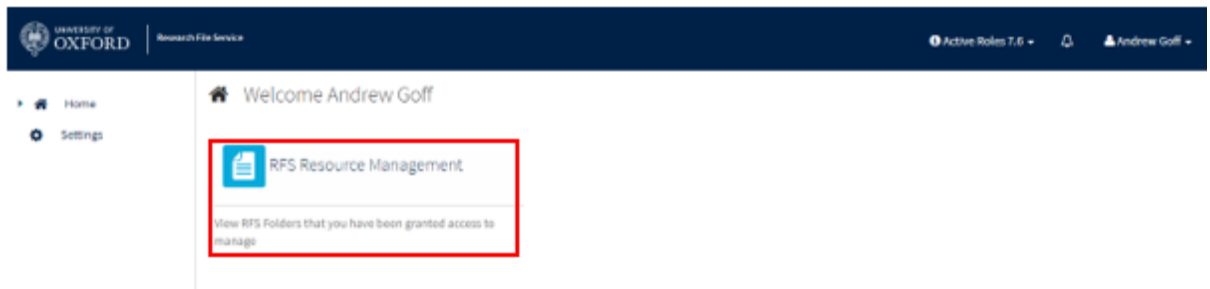 UNIVERSITY OF
OXFORD
Research File Service
Active Roles 7.6
Andrew Goff
Home
Settings
Welcome Andrew Goff
RFS Resource Management
View RFS Folders that you have been granted access to
manage